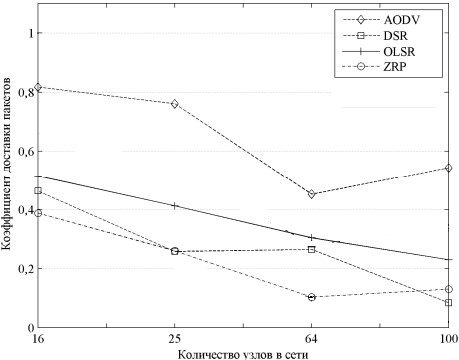 AODV
DSR
OLSR
ZRP
Коэффициент доставки пакетов
1
0,8
0,6
0,4
0,2
0
16
25
64
100
Количество узлов в сети